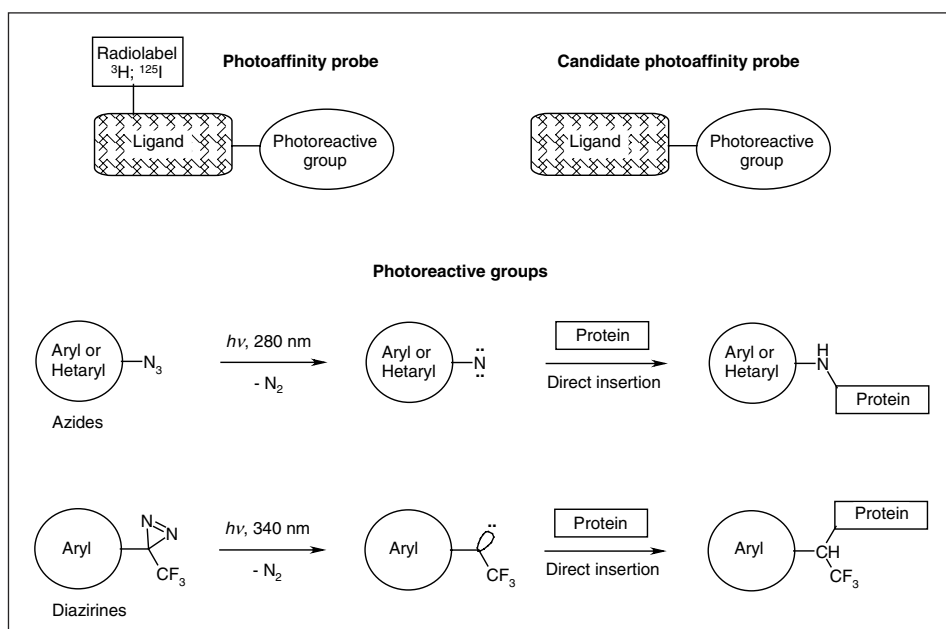 Radiolabel
³H; ¹²⁵I
Photoaffinity probe
Candidate photoaffinity probe
Ligand
Photoreactive
group
Ligand
Photoreactive
group
Photoreactive groups
Aryl or
Hetaryl
N₃
Azides
hν, 280 nm
- N₂
Aryl or
Hetaryl
N
Protein
Direct insertion
Aryl or
Hetaryl
H
N
Protein
Aryl
N
N
CF₃
Diazirines
hν, 340 nm
- N₂
Aryl
CF₃
Protein
Direct insertion
Aryl
Protein
CH
CF₃